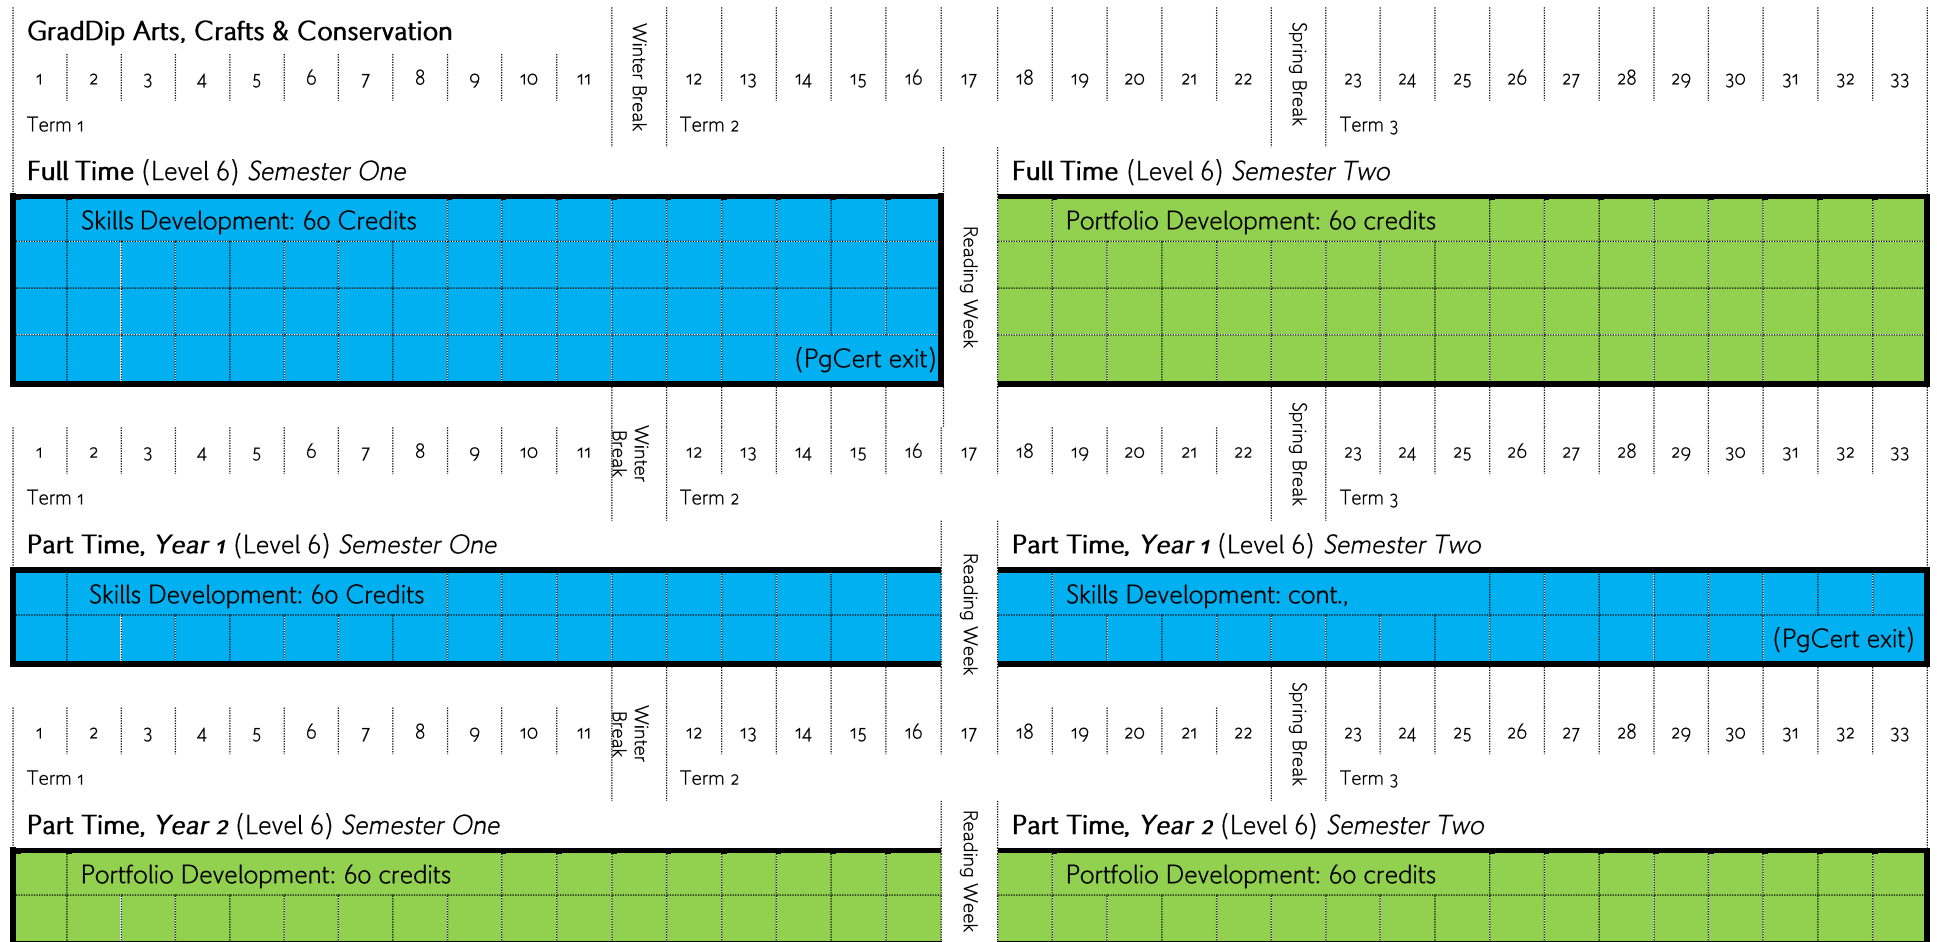 GradDip Arts, Crafts & Conservation
1 2 3 4 5 6 7 8 9 10 11 Winter Break 12 13 14 15 16 17 18 19 20 21 22 Spring Break 23 24 25 26 27 28 29 30 31 32 33
Term 1 Term 2 Term 3
Full Time (Level 6) Semester One
Full Time (Level 6) Semester Two
Skills Development: 60 Credits
(PgCert exit)
Reading Week
Portfolio Development: 60 credits
1 2 3 4 5 6 7 8 9 10 11 Winter Break 12 13 14 15 16 17 18 19 20 21 22 Spring Break 23 24 25 26 27 28 29 30 31 32 33
Term 1 Term 2 Term 3
Part Time, Year 1 (Level 6) Semester One
Part Time, Year 1 (Level 6) Semester Two
Skills Development: 60 Credits
Reading Week
Skills Development: cont.,
(PgCert exit)
1 2 3 4 5 6 7 8 9 10 11 Winter Break 12 13 14 15 16 17 18 19 20 21 22 Spring Break 23 24 25 26 27 28 29 30 31 32 33
Term 1 Term 2 Term 3
Part Time, Year 2 (Level 6) Semester One
Part Time, Year 2 (Level 6) Semester Two
Portfolio Development: 60 credits
Reading Week
Portfolio Development: 60 credits